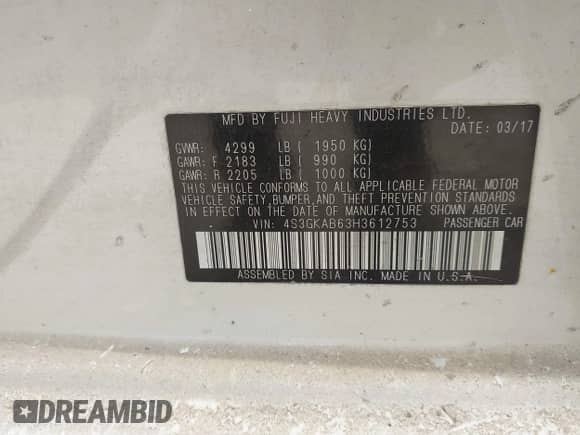 MFD BY FUJI HEAVY INDUSTRIES LTD.
DATE: 03/17
GVWR: 4299 LB ( 1950 KG)
GAWR: F 2183 LB ( 990 KG)
GAWR: R 2205 LB ( 1000 KG)
THIS VEHICLE CONFORMS TO ALL APPLICABLE FEDERAL MOTOR
VEHICLE SAFETY, BUMPER, AND THEFT PREVENTION STANDARDS
IN EFFECT ON THE DATE OF MANUFACTURE SHOWN ABOVE.
VIN: 4S3GKAB63H3612753 PASSENGER CAR
ASSEMBLED BY SIA INC. MADE IN U.S.A.
DREAMBID